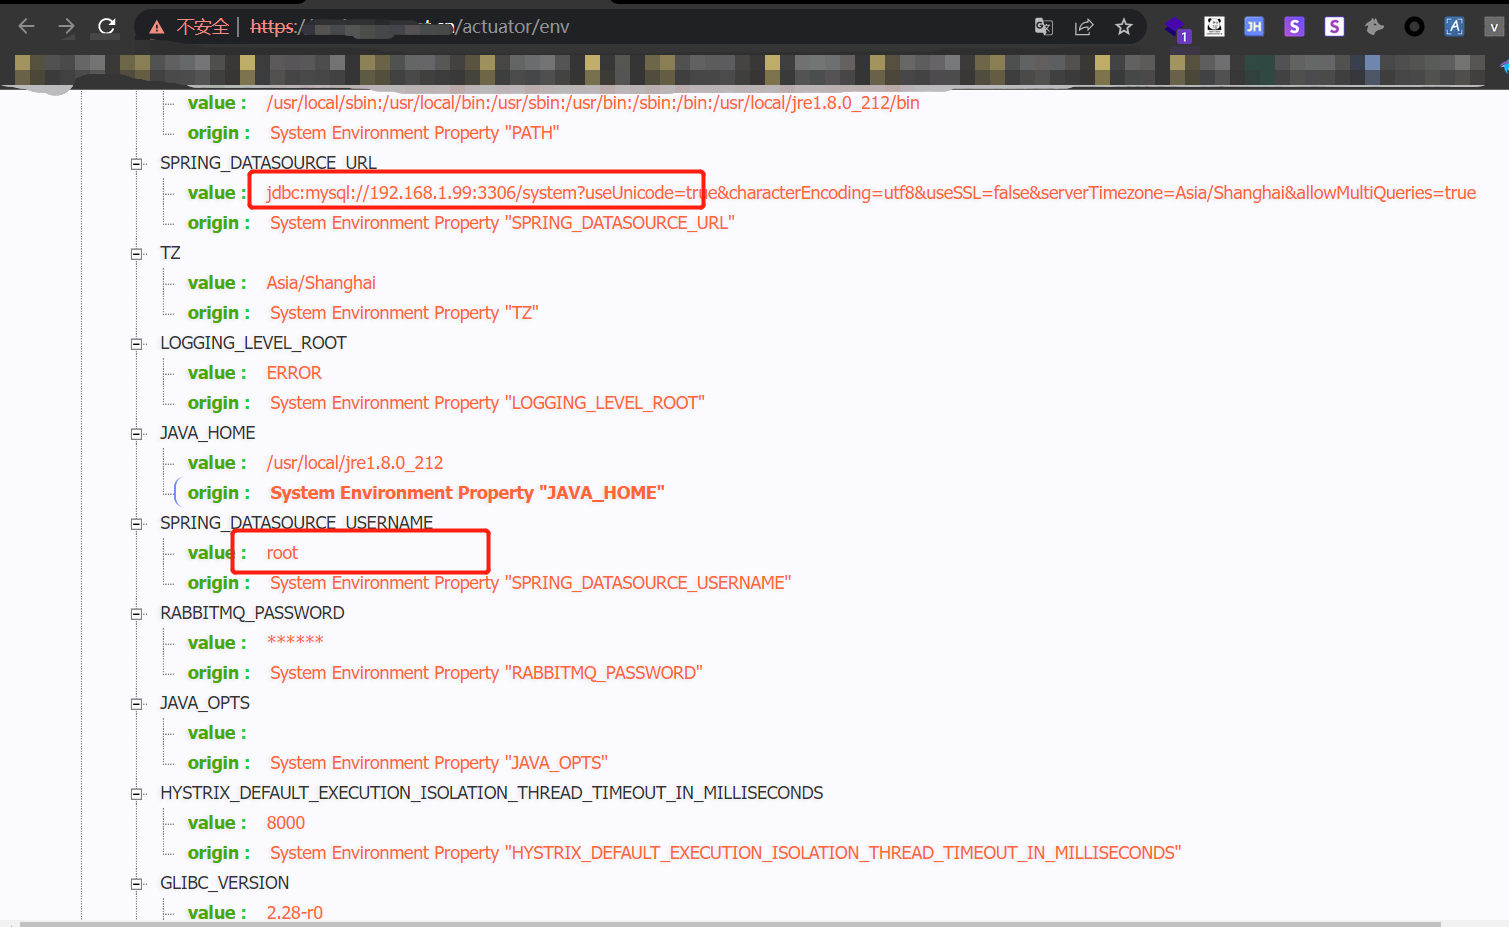 不安全 https:/ /actuator/env
1
JH
S
S
A
v
value : /usr/local/sbin:/usr/local/bin:/usr/sbin:/usr/bin:/sbin:/bin:/usr/local/jre1.8.0_212/bin
origin : System Environment Property "PATH"
SPRING_DATASOURCE_URL
value : jdbc:mysql://192.168.1.99:3306/system?useUnicode=true&characterEncoding=utf8&useSSL=false&serverTimezone=Asia/Shanghai&allowMultiQueries=true
origin : System Environment Property "SPRING_DATASOURCE_URL"
TZ
value : Asia/Shanghai
origin : System Environment Property "TZ"
LOGGING_LEVEL_ROOT
value : ERROR
origin : System Environment Property "LOGGING_LEVEL_ROOT"
JAVA_HOME
value : /usr/local/jre1.8.0_212
origin : System Environment Property "JAVA_HOME"
SPRING_DATASOURCE_USERNAME
value : root
origin : System Environment Property "SPRING_DATASOURCE_USERNAME"
RABBITMQ_PASSWORD
value : ******
origin : System Environment Property "RABBITMQ_PASSWORD"
JAVA_OPTS
value :
origin : System Environment Property "JAVA_OPTS"
HYSTRIX_DEFAULT_EXECUTION_ISOLATION_THREAD_TIMEOUT_IN_MILLISECONDS
value : 8000
origin : System Environment Property "HYSTRIX_DEFAULT_EXECUTION_ISOLATION_THREAD_TIMEOUT_IN_MILLISECONDS"
GLIBC_VERSION
value : 2.28-r0